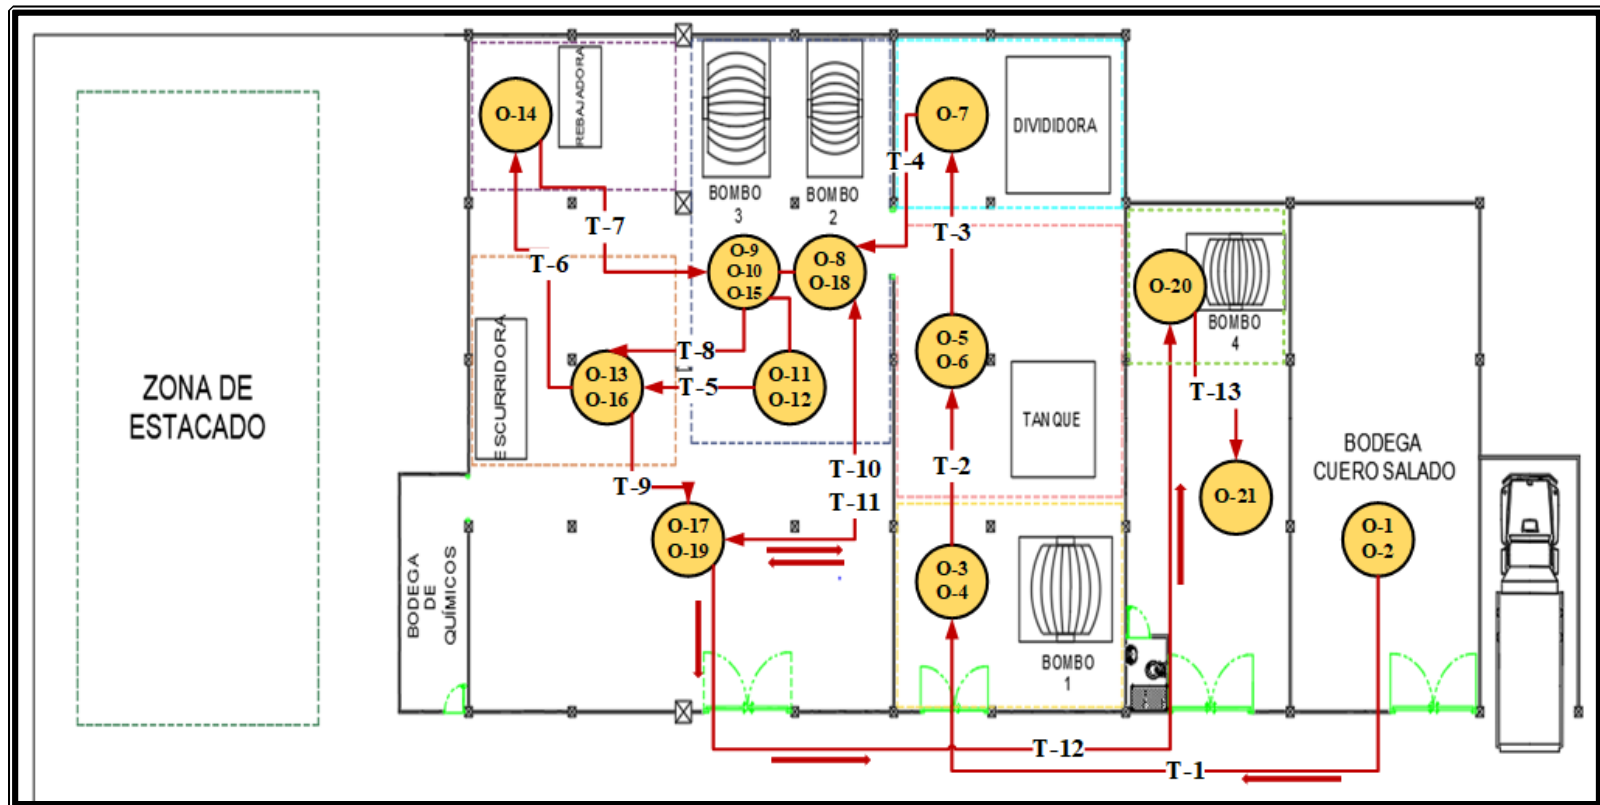 O-14
REBAJADORA
BOMBO
3
BOMBO
2
O-7
DIVIDIDORA
T-4
T-7
T-3
T-6
O-9
O-10
O-15
O-8
O-18
O-20
BOMBO
4
ESCURRIDORA
T-8
T-5
O-13
O-16
O-11
O-12
O-5
O-6
TANQUE
T-13
ZONA DE
ESTACADO
T-10
T-11
T-2
T-9
BODEGA
CUERO SALADO
O-21
O-17
O-19
O-1
O-2
O-3
O-4
BODEGA
DE
QUÍMICOS
BOMBO
1
T-12
T-1